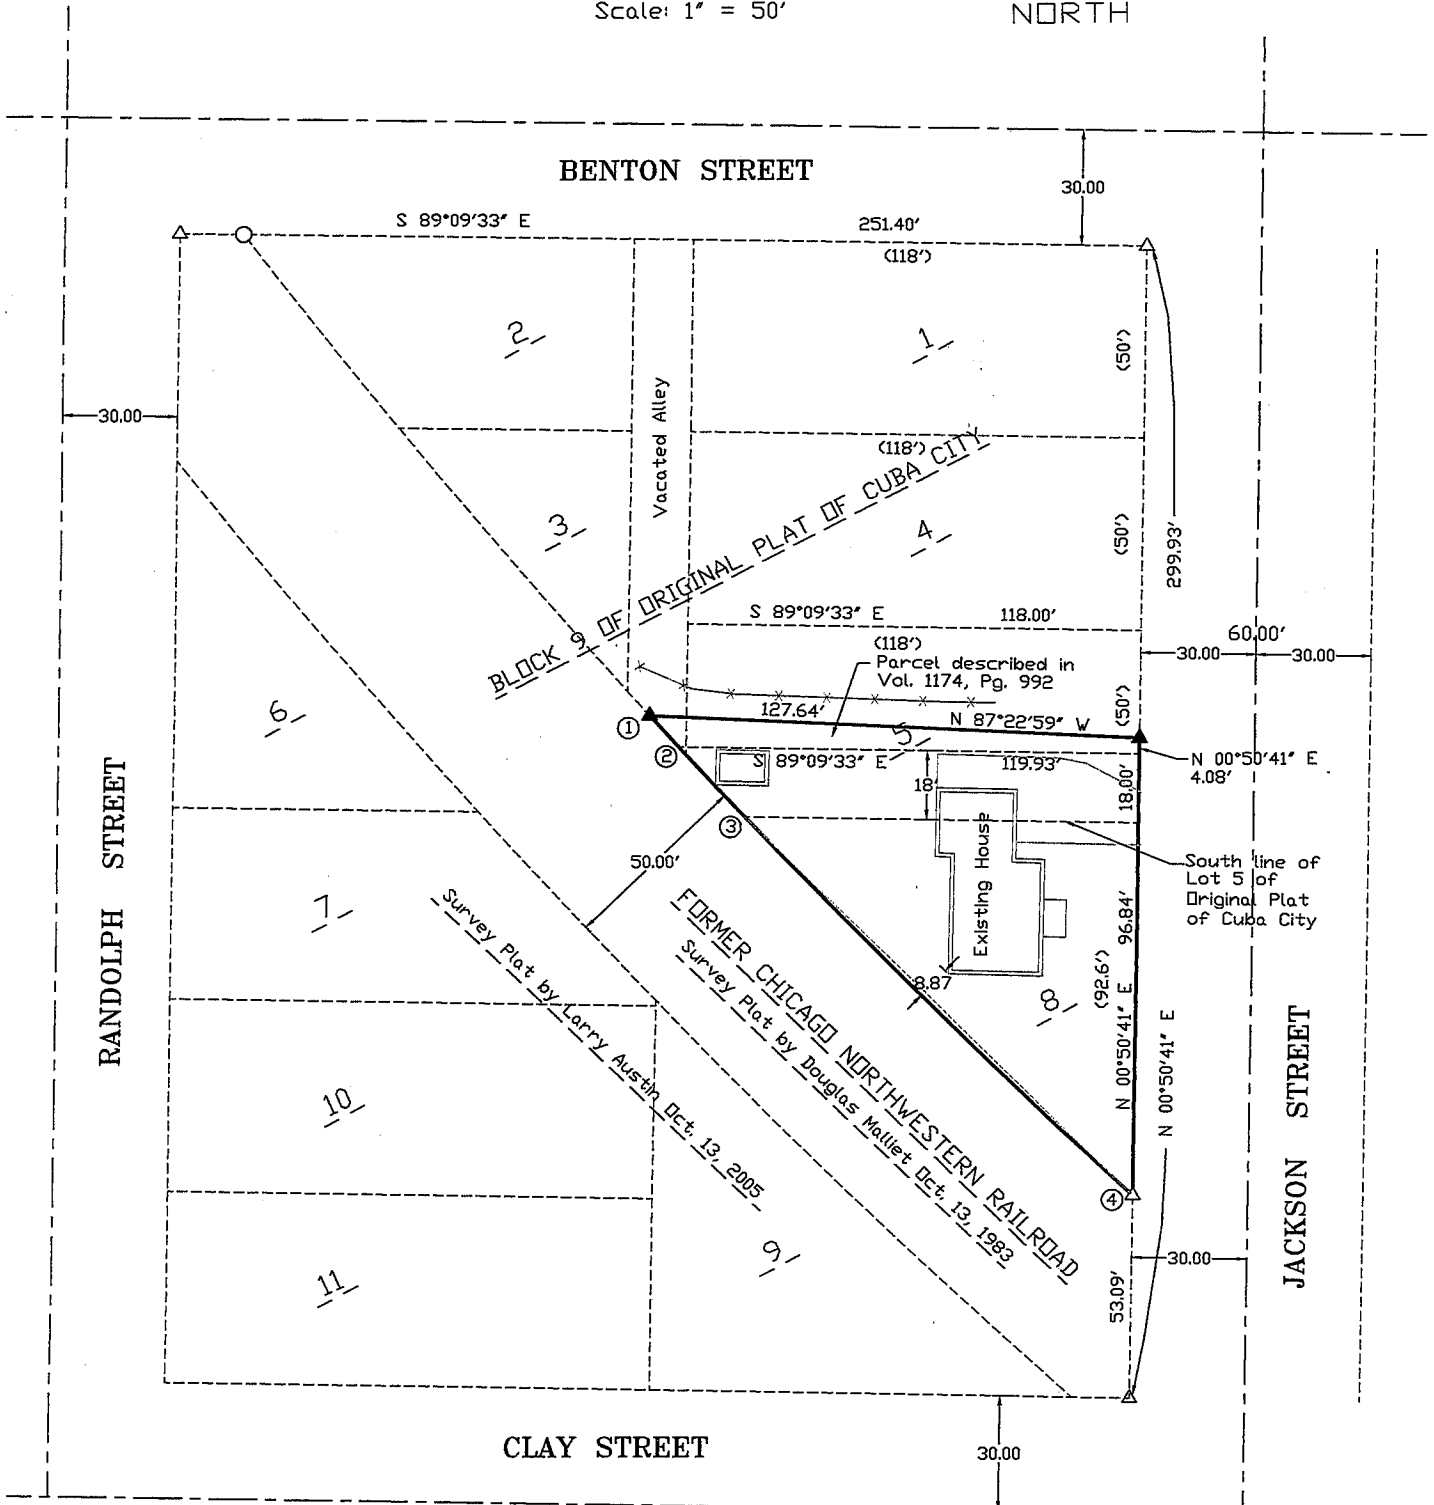 Scale: 1" = 50'
NORTH
BENTON STREET
30.00
S 89°09'33" E
251.40'
(118')
2
1
(50')
30.00
Vacated Alley
(118')
3
4
(50')
299.93'
BLOCK 9 OF ORIGINAL PLAT OF CUBA CITY
S 89°09'33" E
118.00'
60.00'
30.00
30.00
(118')
Parcel described in
Vol. 1174, Pg. 992
(50')
127.64'
N 87°22'59" W
1
6
5
2
S 89°09'33" E
119.93'
N 00°50'41" E
4.08'
18'
18.00'
3
Existing House
50.00'
South line of
Lot 5 of
Original Plat
of Cuba City
RANDOLPH STREET
7
Survey Plat by Larry Austin Oct. 13, 2005
FORMER CHICAGO NORTHWESTERN RAILROAD
Survey Plat by Douglas Malliet Oct. 13, 1983
8.87
8
(92.6')
N 00°50'41" E 96.84'
N 00°50'41" E
10
4
JACKSON STREET
9
11
30.00
53.09'
CLAY STREET
30.00